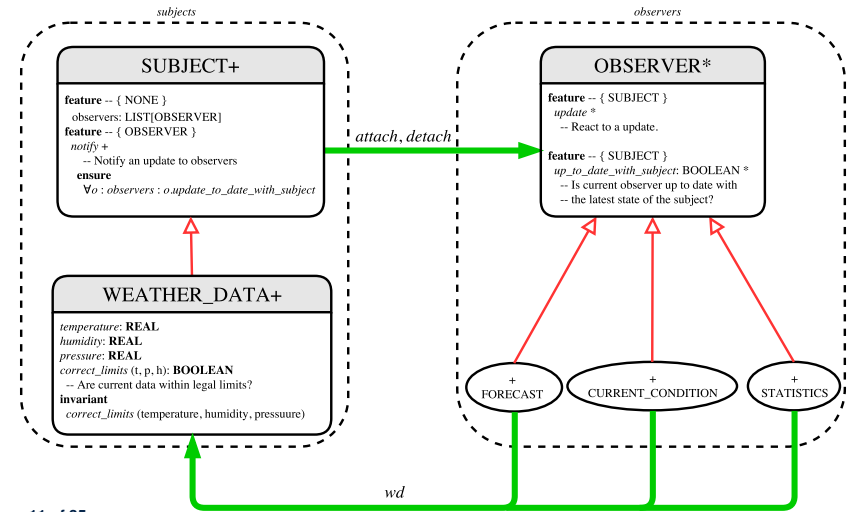 subjects
observers
SUBJECT+
feature -- { NONE }
observers: LIST[OBSERVER]
feature -- { OBSERVER }
notify +
-- Notify an update to observers
ensure
∀o : observers : o.update_to_date_with_subject
attach, detach
OBSERVER*
feature -- { SUBJECT }
update *
-- React to a update.
feature -- { SUBJECT }
up_to_date_with_subject: BOOLEAN *
-- Is current observer up to date with
-- the latest state of the subject?
WEATHER_DATA+
temperature: REAL
humidity: REAL
pressure: REAL
correct_limits (t, p, h): BOOLEAN
-- Are current data within legal limits?
invariant
correct_limits (temperature, humidity, pressuure)
+
FORECAST
+
CURRENT_CONDITION
+
STATISTICS
wd